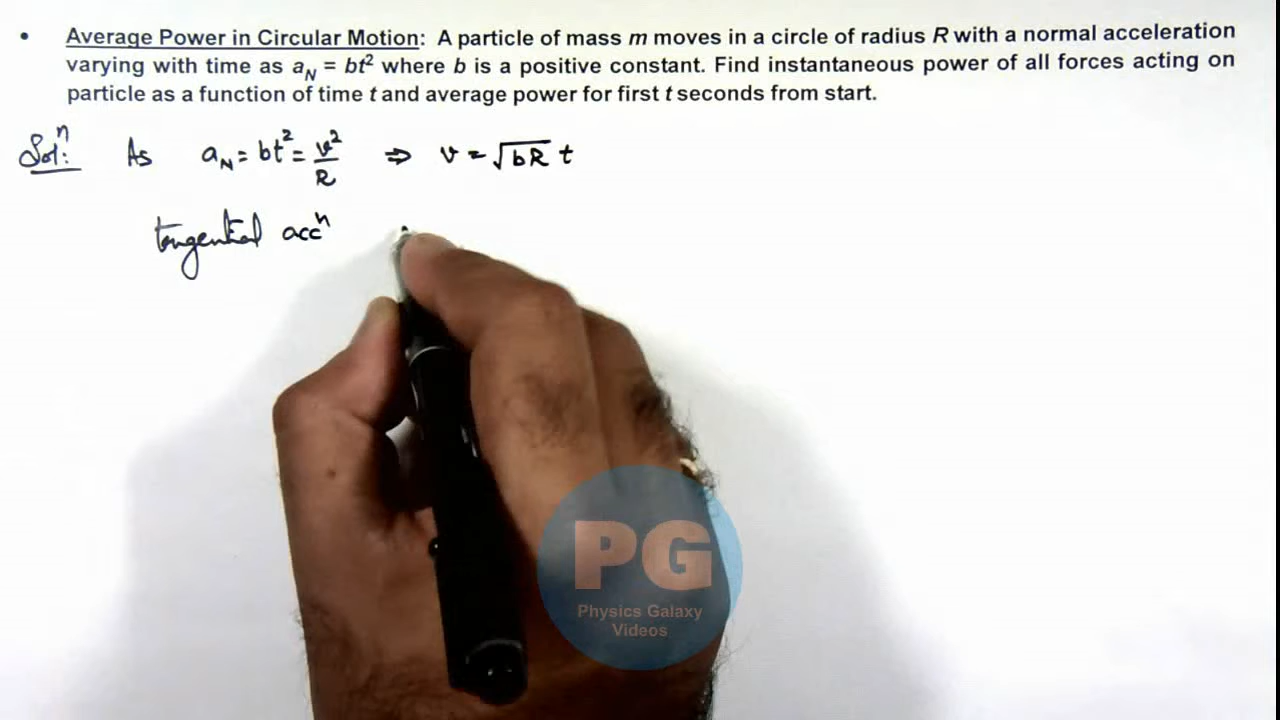 • Average Power in Circular Motion: A particle of mass m moves in a circle of radius R with a normal acceleration
varying with time as a_N = bt² where b is a positive constant. Find instantaneous power of all forces acting on
particle as a function of time t and average power for first t seconds from start.
Solⁿ: As a_N = bt² = v²/R ⇒ v = √bR t
tangential accⁿ
PG
Physics Galaxy
Videos